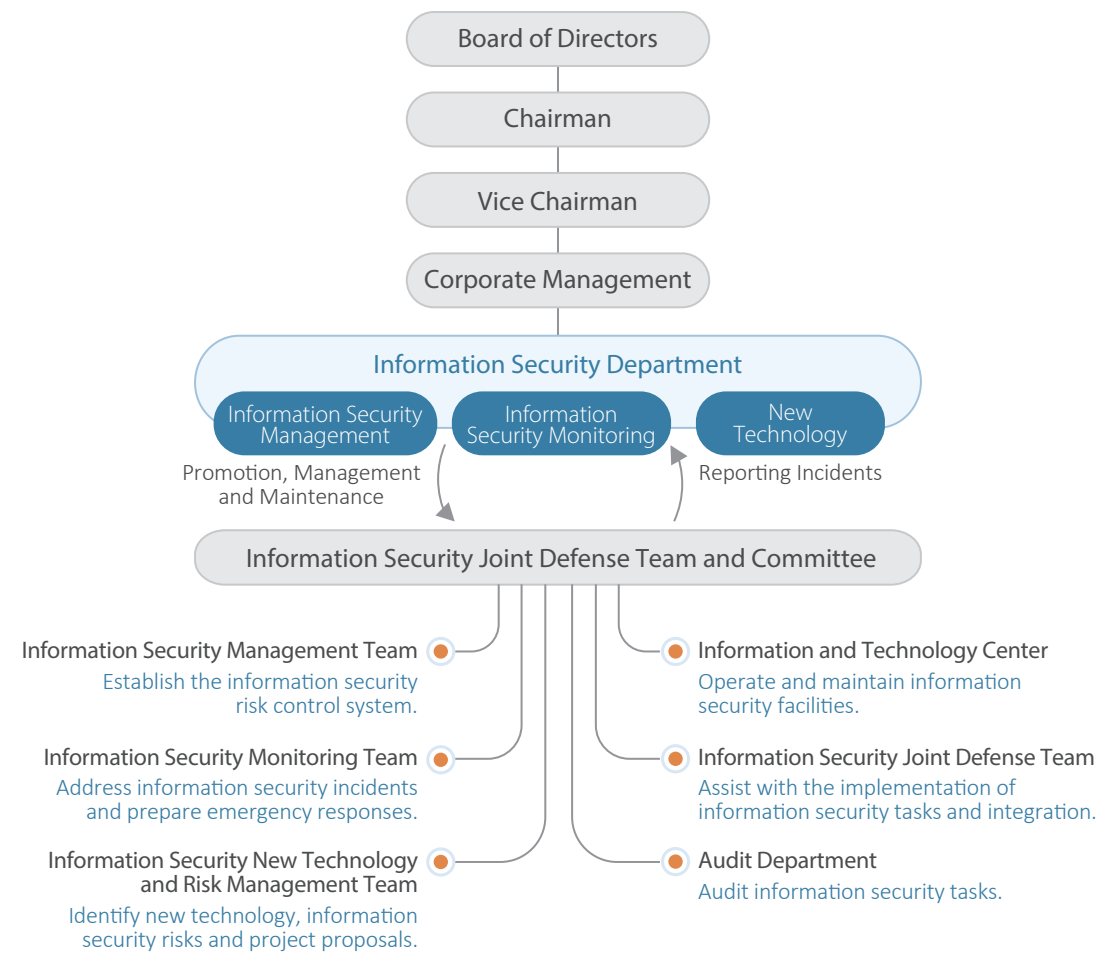 Board of Directors
Chairman
Vice Chairman
Corporate Management
Information Security Department
Information Security
Management
Information
Security Monitoring
New
Technology
Promotion, Management
and Maintenance
Reporting Incidents
Information Security Joint Defense Team and Committee
Information Security Management Team
Establish the information security
risk control system.
Information Security Monitoring Team
Address information security incidents
and prepare emergency responses.
Information Security New Technology
and Risk Management Team
Identify new technology, information
security risks and project proposals.
Information and Technology Center
Operate and maintain information
security facilities.
Information Security Joint Defense Team
Assist with the implementation of
information security tasks and integration.
Audit Department
Audit information security tasks.